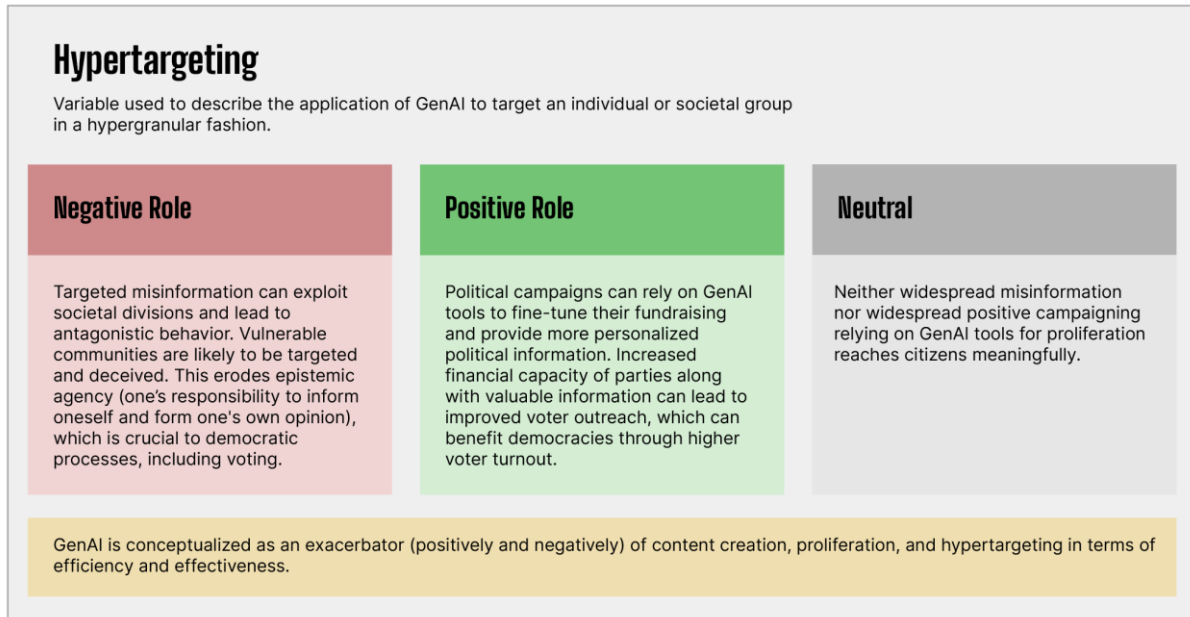 Hypertargeting
Variable used to describe the application of GenAI to target an individual or societal group
in a hypergranular fashion.
Negative Role
Targeted misinformation can exploit
societal divisions and lead to
antagonistic behavior. Vulnerable
communities are likely to be targeted
and deceived. This erodes epistemic
agency (one’s responsibility to inform
oneself and form one's own opinion),
which is crucial to democratic
processes, including voting.
Positive Role
Political campaigns can rely on GenAI
tools to fine-tune their fundraising
and provide more personalized
political information. Increased
financial capacity of parties along
with valuable information can lead to
improved voter outreach, which can
benefit democracies through higher
voter turnout.
Neutral
Neither widespread misinformation
nor widespread positive campaigning
relying on GenAI tools for proliferation
reaches citizens meaningfully.
GenAI is conceptualized as an exacerbator (positively and negatively) of content creation, proliferation, and hypertargeting in terms of
efficiency and effectiveness.